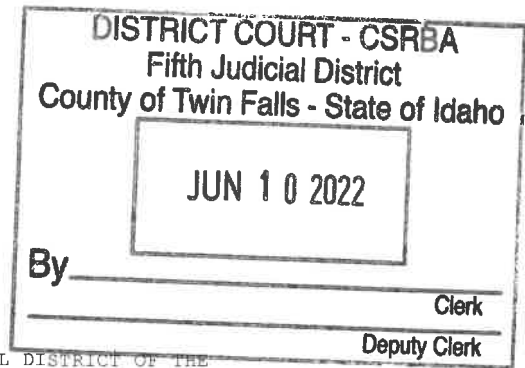 DISTRICT COURT - CSRBA
Fifth Judicial District
County of Twin Falls - State of Idaho
JUN 10 2022
By
Clerk
Deputy Clerk
L DISTRICT OF THE